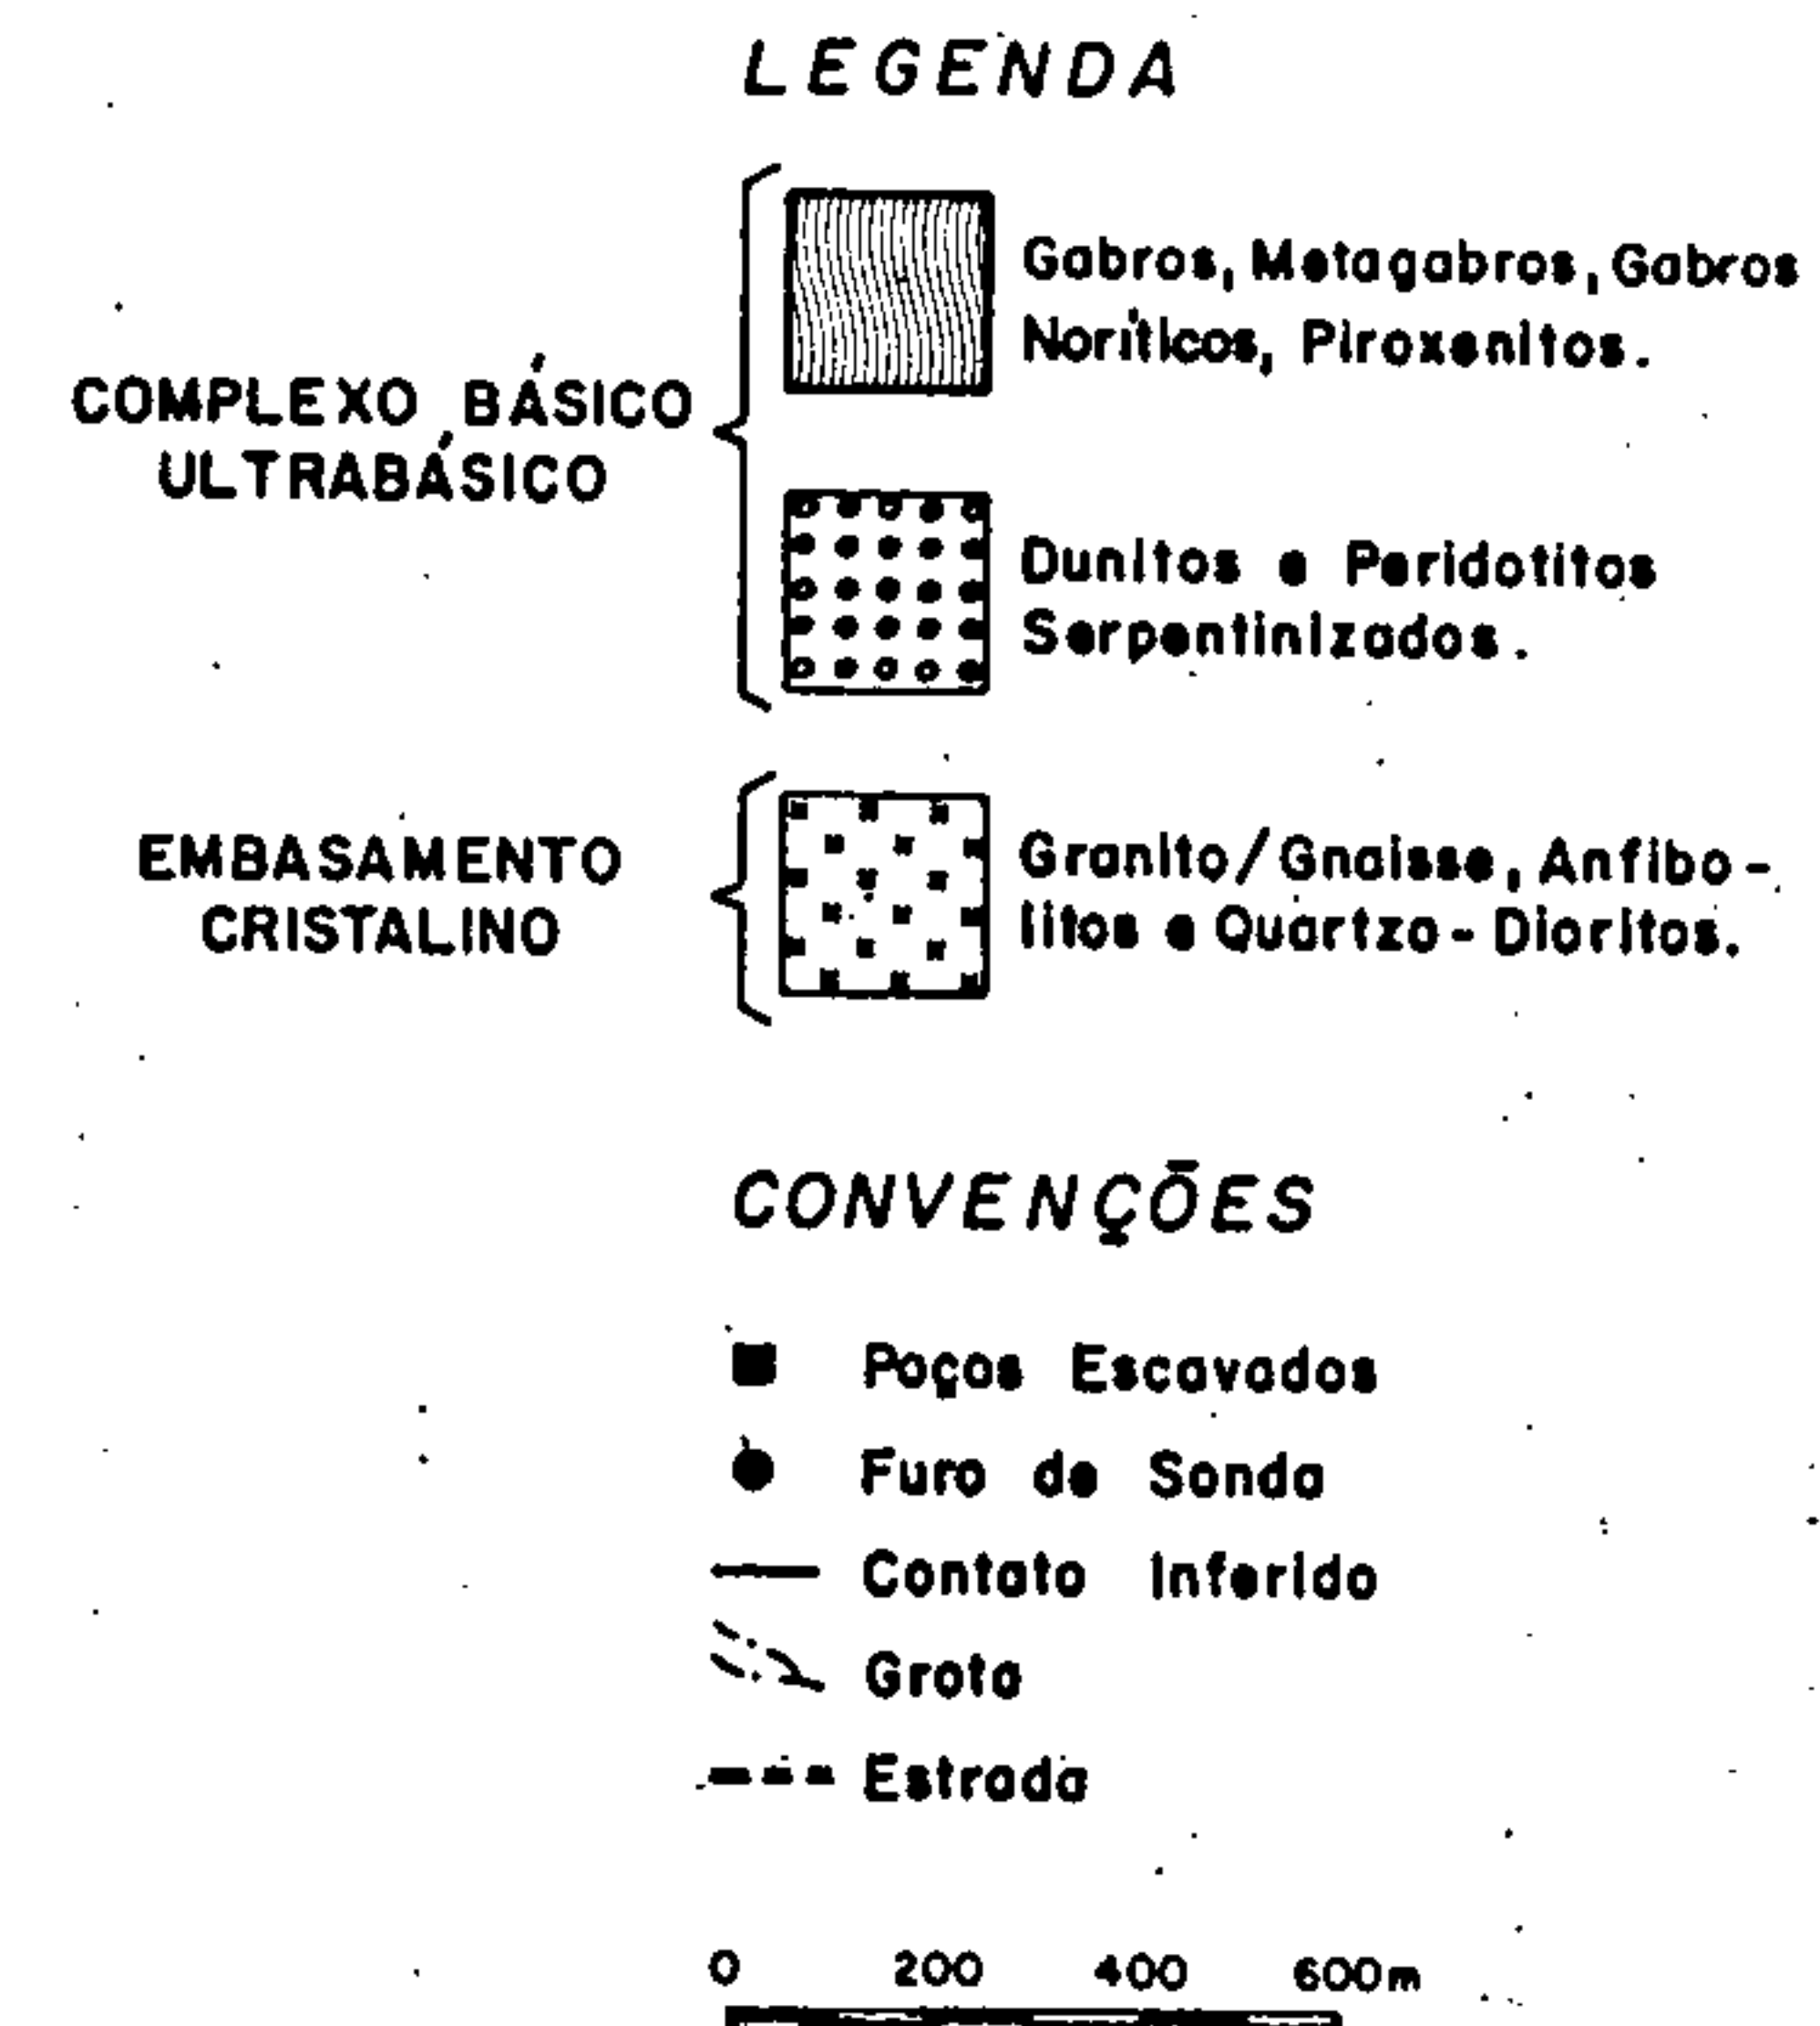 LEGENDA
COMPLEXO BÁSICO
ULTRABÁSICO
Gabros, Metagabros, Gabros
Noríticos, Piroxenitos.
Dunitos e Peridotitos
Serpentinizados.
EMBASAMENTO
CRISTALINO
Granito/Gnaisse, Anfibo-
litos e Quartzo-Dioritos.
CONVENÇÕES
Poços Escavados
Furo de Sonda
Contato Inferido
Grota
Estrada
0 200 400 600m